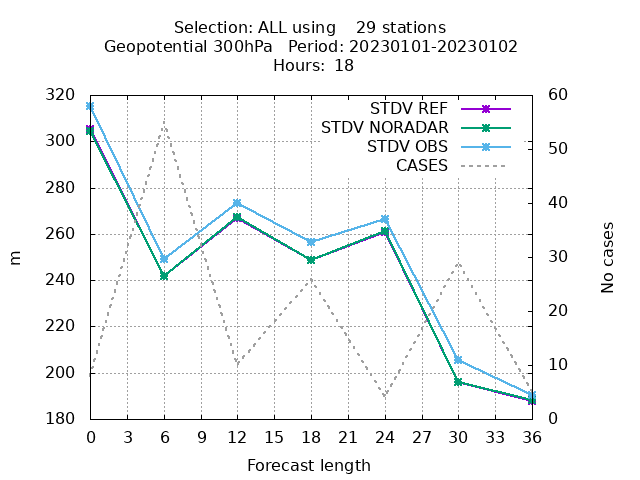 Selection: ALL using    29 stations
Geopotential 300hPa   Period: 20230101-20230102
Hours: 18
320
300
280
260
240
220
200
180
m
60
50
40
30
20
10
0
No cases
STDV REF
STDV NORADAR
STDV OBS
CASES
0 3 6 9 12 15 18 21 24 27 30 33 36
Forecast length